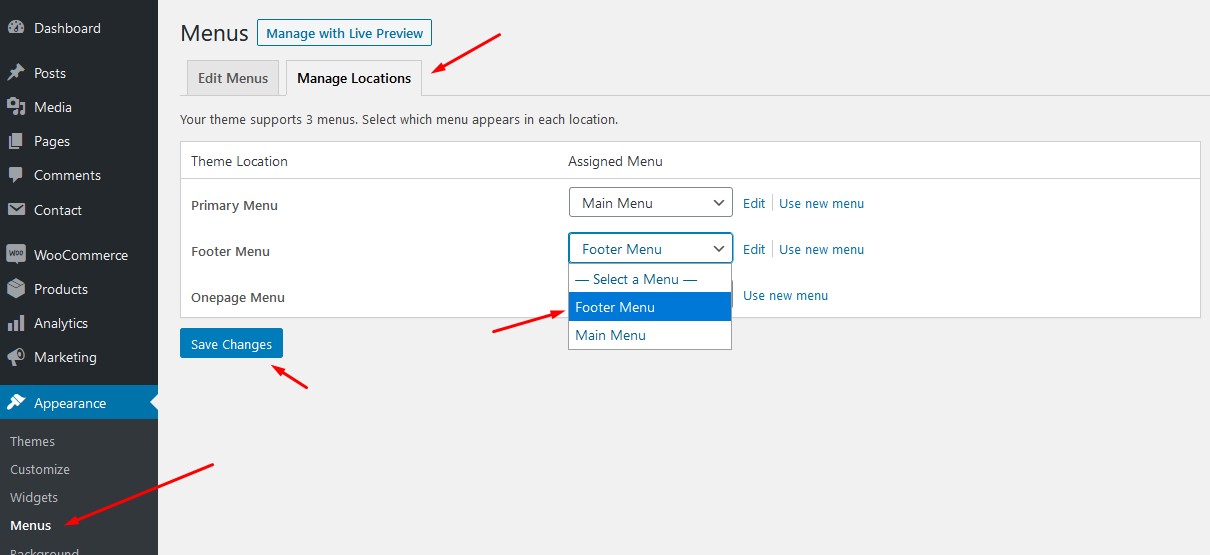 Dashboard
Posts
Media
Pages
Comments
Contact
WOO WooCommerce
Products
Analytics
Marketing
Appearance
Themes
Customize
Widgets
Menus
Background
Menus Manage with Live Preview
Edit Menus Manage Locations
Your theme supports 3 menus. Select which menu appears in each location.
Theme Location Assigned Menu
Primary Menu Main Menu Edit Use new menu
Footer Menu Footer Menu Edit Use new menu
— Select a Menu —
Onepage Menu Use new menu
Footer Menu
Main Menu
Save Changes